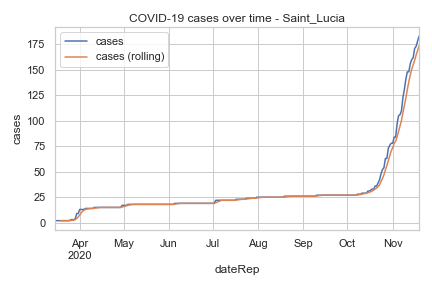 COVID-19 cases over time - Saint_Lucia
cases
cases (rolling)
175
150
125
100
75
50
25
0
cases
Apr May Jun Jul Aug Sep Oct Nov
2020
dateRep